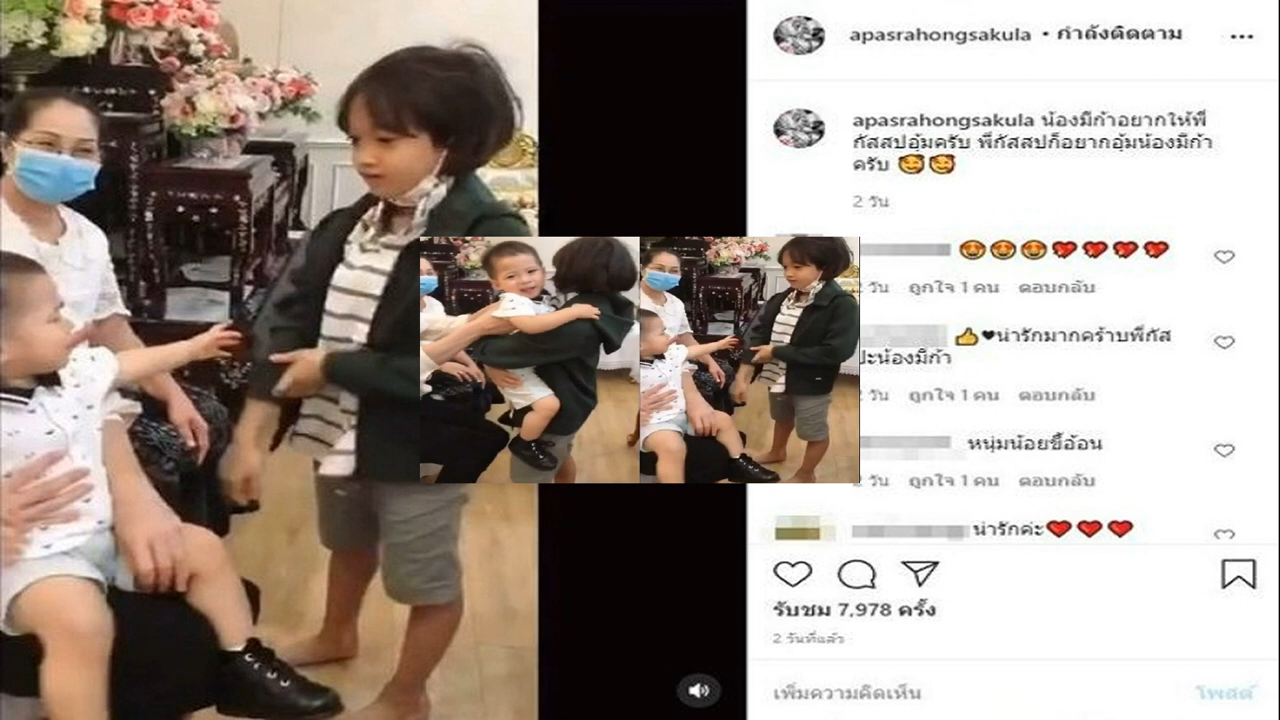 apasrahongsakula • กำลังติดตาม
apasrahongsakula น้องมีก้าอยากให้พี่
กัสสปอุ้มครับ พี่กัสสปก็อยากอุ้มน้องมีก้า
ครับ 🥰🥰
2 วัน
😍😍😍💖💖💖💖
วัน ถูกใจ 1 คน ตอบกลับ
👍♥น่ารักมากคร้าบพี่กัส
ปะน้องมีก้า
วัน ถูกใจ 1 คน ตอบกลับ
หนุ่มน้อยขี้อ้อน
วัน ถูกใจ 1 คน ตอบกลับ
น่ารักค่ะ❤❤❤
รับชม 7,978 ครั้ง
2 วันที่แล้ว
เพิ่มความคิดเห็น โพสต์